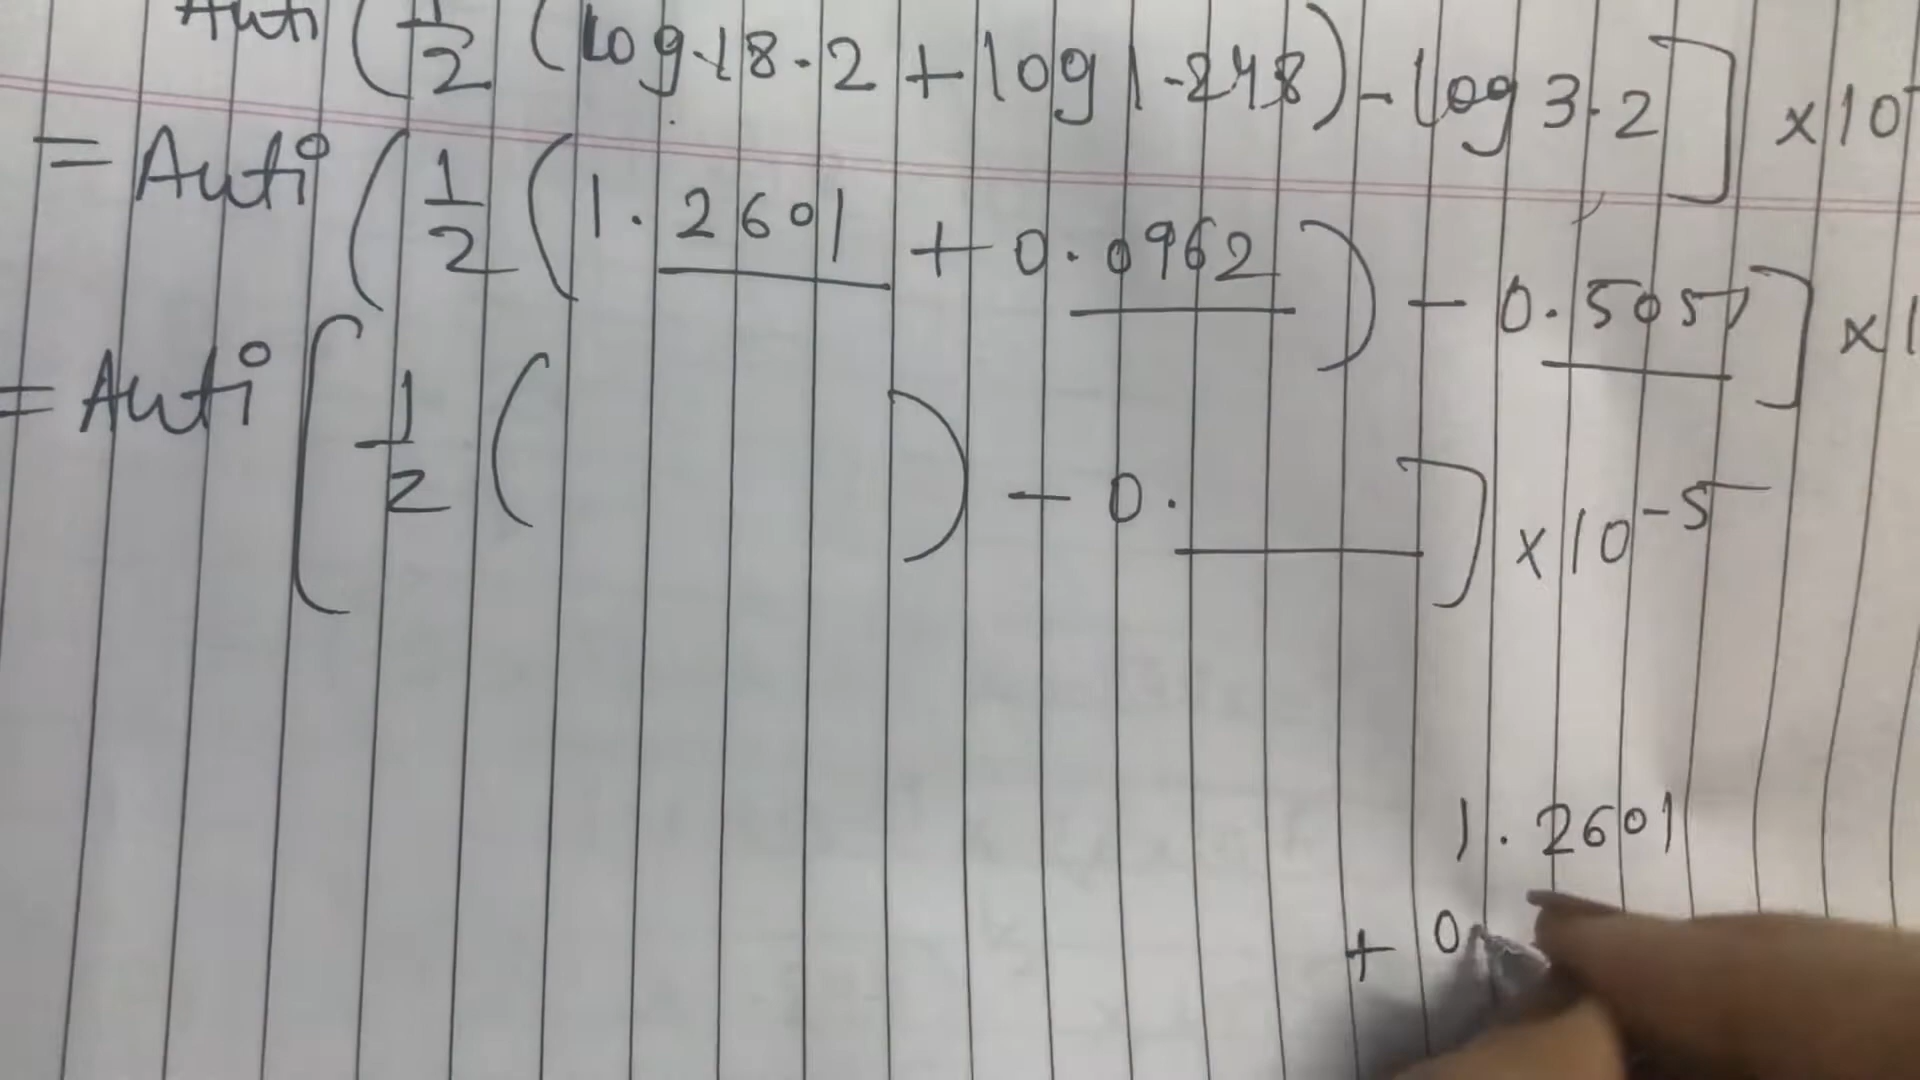 Anti ( 1/2 ( log 18.2 + log 1.248 ) - log 3.2 ] × 10
= Anti ( 1/2 ( 1.2601 + 0.0962 ) - 0.5051 ] × 1
= Anti [ 1/2 ( ) - 0. ] × 10^-5
1.2601
+ 0.